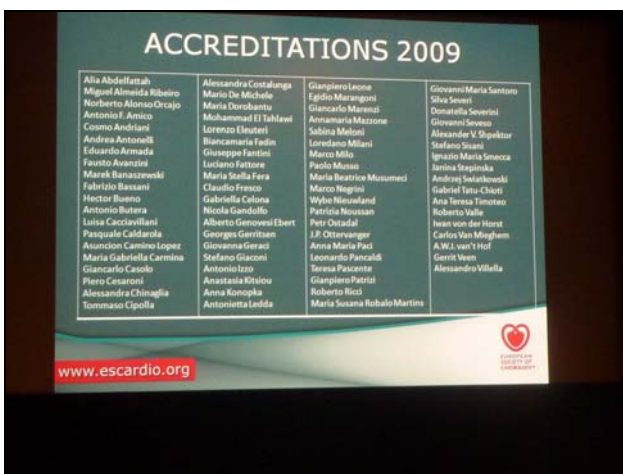 ACCREDITATIONS 2009
Alia Abdelfattah
Miguel Almeida Ribeiro
Norberto Alonso Orcajo
Antonio F. Amico
Cosmo Andriani
Andrea Antonelli
Eduardo Armada
Fausto Avanzini
Marek Banaszewski
Fabrizio Bassani
Hector Bueno
Antonio Butera
Luisa Cacciavillani
Pasquale Caldarola
Asuncion Camino Lopez
Maria Gabriella Carmina
Giancarlo Casolo
Piero Cesaroni
Alessandra Chinaglia
Tommaso Cipolla
Alessandra Costalunga
Mario De Michele
Maria Dorobantu
Mohammad El Tahlawi
Lorenzo Eleuteri
Biancamaria Fadin
Giuseppe Fantini
Luciano Fattore
Maria Stella Fera
Claudio Fresco
Gabriella Celona
Nicola Gandolfo
Alberto Genovesi Ebert
Georges Gerritsen
Giovanna Geraci
Stefano Giaconi
Antonio Izzo
Anastasia Kitsiou
Anna Konopka
Antonietta Ledda
Gianpiero Leone
Egidio Marangoni
Giancarlo Marenzi
Annamaria Mazzone
Sabina Meloni
Loredano Milani
Marco Milo
Paolo Musso
Maria Beatrice Musumeci
Marco Negrini
Wybe Nieuwland
Patrizia Noussan
Petr Ostadal
J.P. Ottervanger
Anna Maria Paci
Leonardo Pancaldi
Teresa Pascente
Gianpiero Patrizi
Roberto Ricci
Maria Susana Robalo Martins
Giovanni Maria Santoro
Silva Severi
Donatella Severini
Giovanni Seveso
Alexander V. Shpektor
Stefano Sisani
Ignazio Maria Smecca
Janina Stepinska
Andrzej Swiatkowski
Gabriel Tatu-Chioti
Ana Teresa Timoteo
Roberto Valle
Iwan von der Horst
Carlos Van Mieghem
A.W.J. van't Hof
Gerrit Veen
Alessandro Villella
www.escardio.org
EUROPEAN
SOCIETY OF
CARDIOLOGY